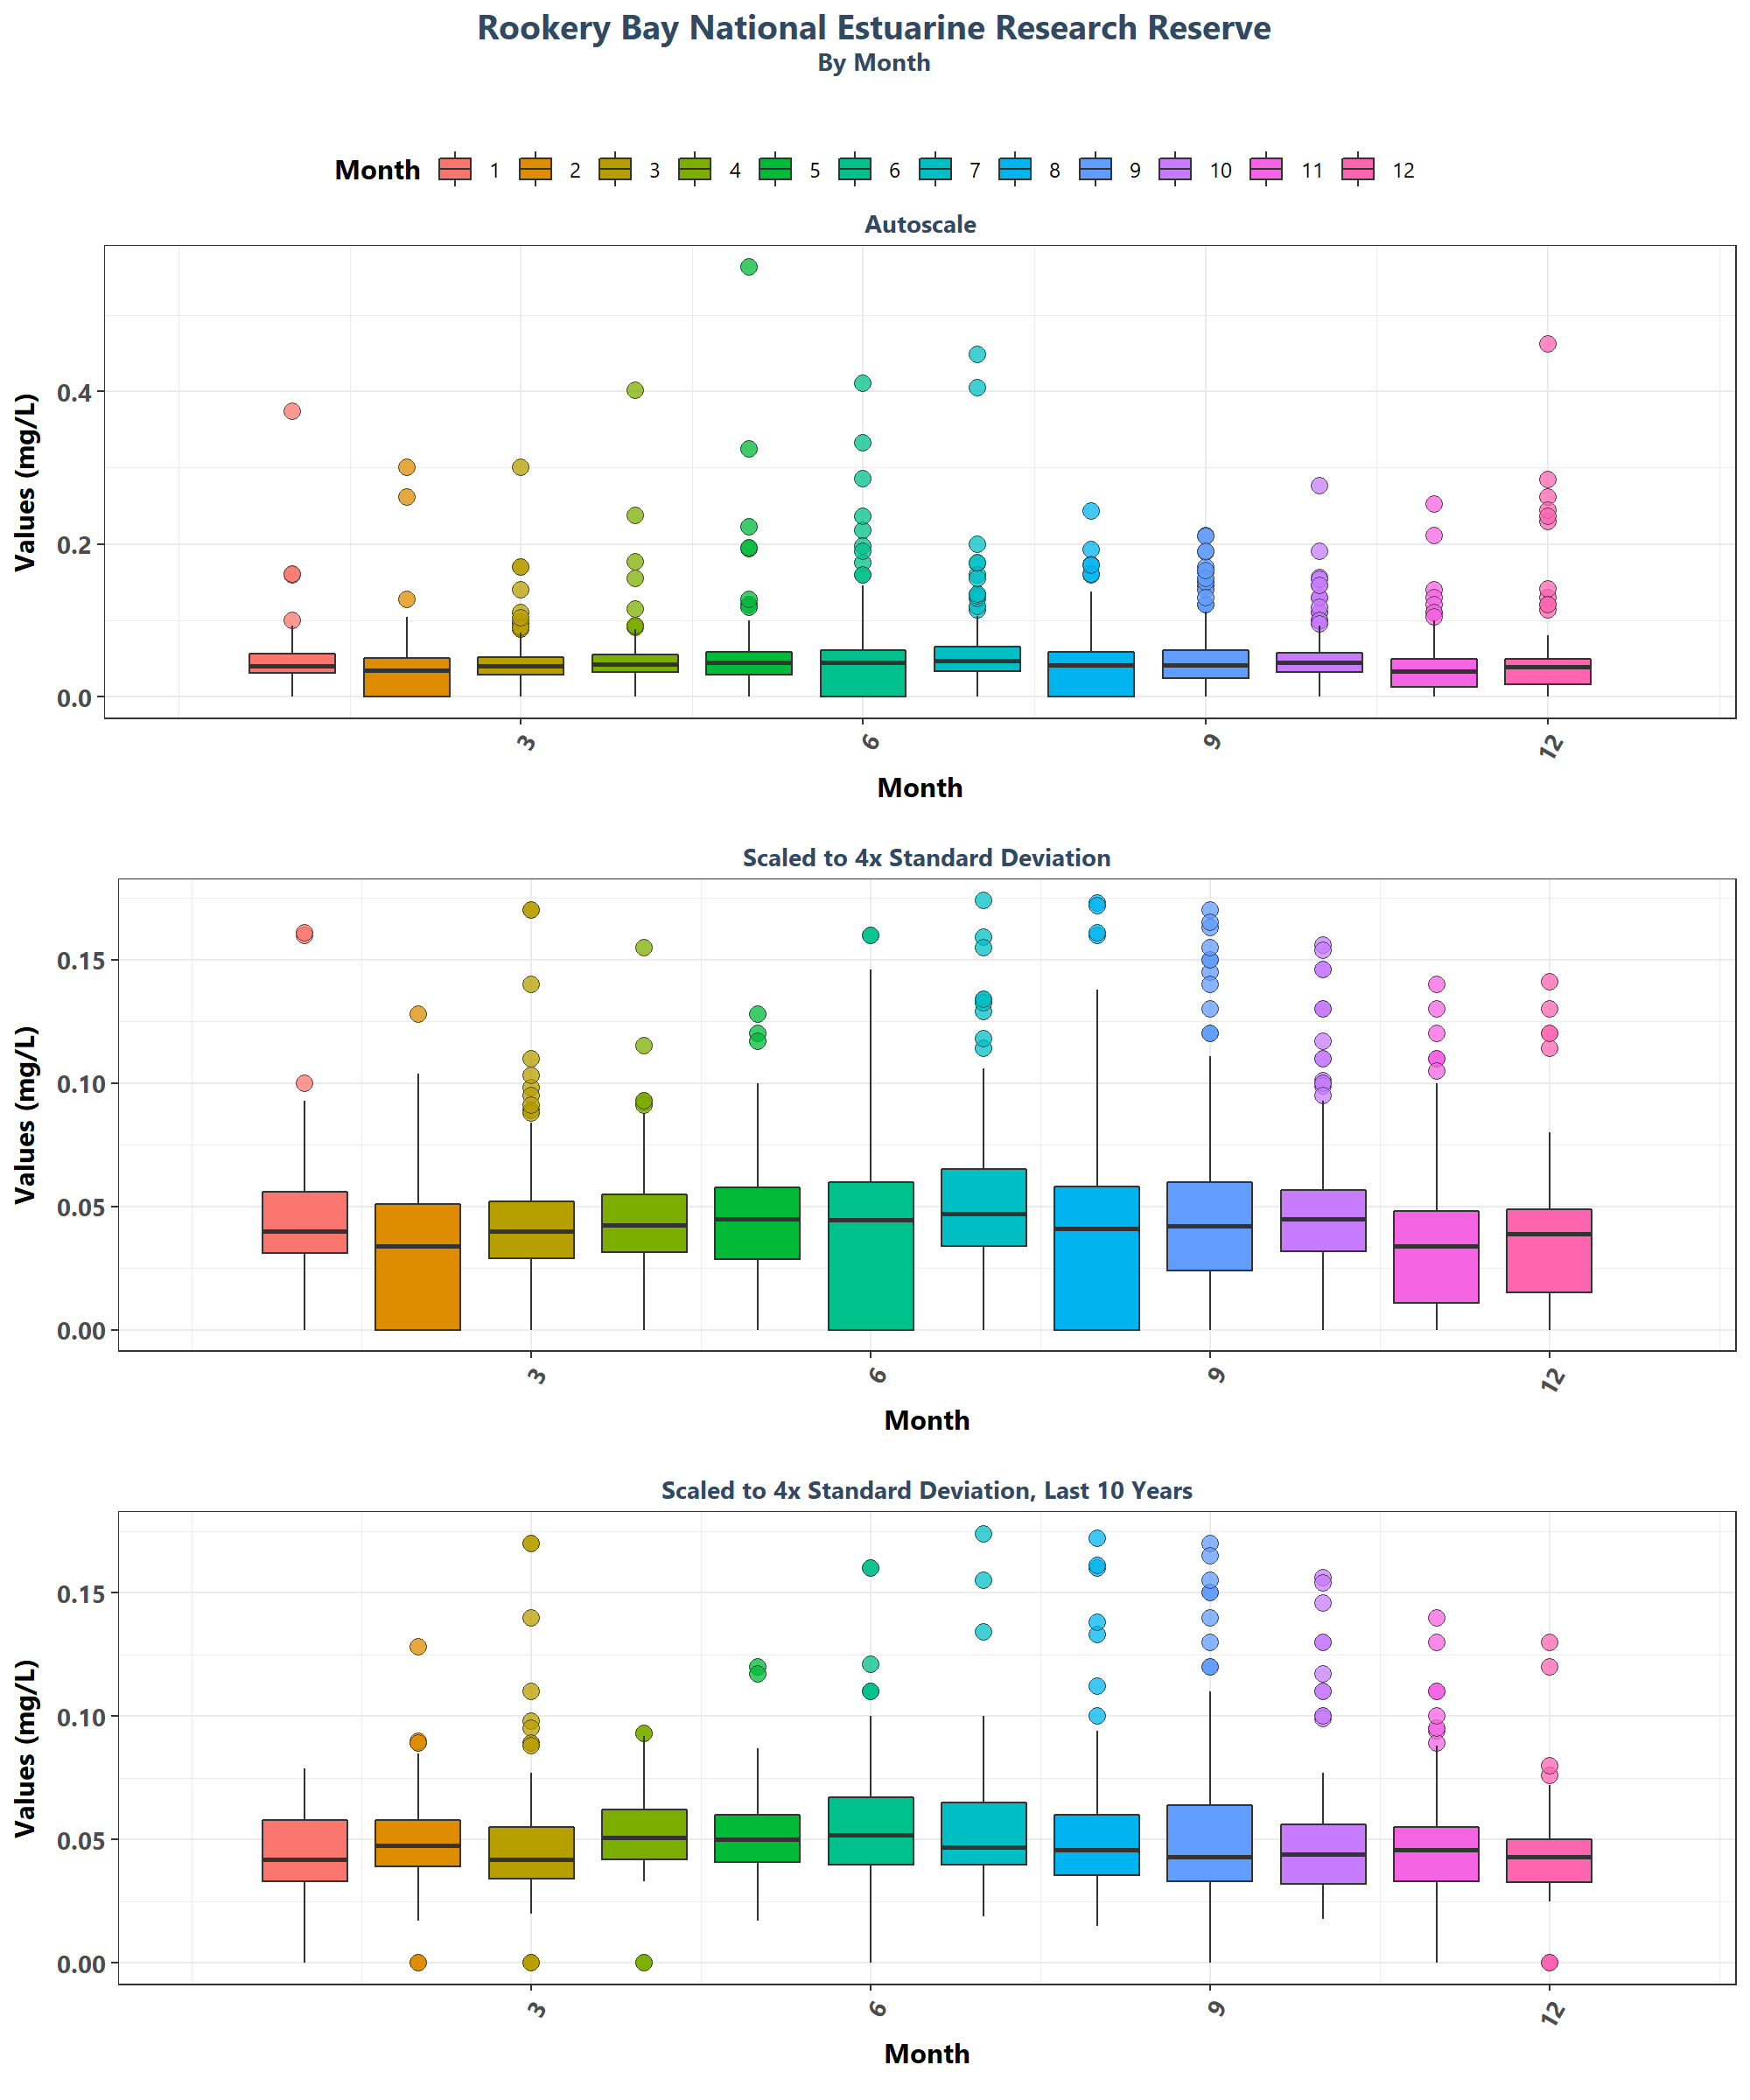 Rookery Bay National Estuarine Research Reserve
By Month
Month 1 2 3 4 5 6 7 8 9 10 11 12
Autoscale
Values (mg/L)
0.4
0.2
0.0
3 6 9 12
Month
Scaled to 4x Standard Deviation
Values (mg/L)
0.15
0.10
0.05
0.00
3 6 9 12
Month
Scaled to 4x Standard Deviation, Last 10 Years
Values (mg/L)
0.15
0.10
0.05
0.00
3 6 9 12
Month